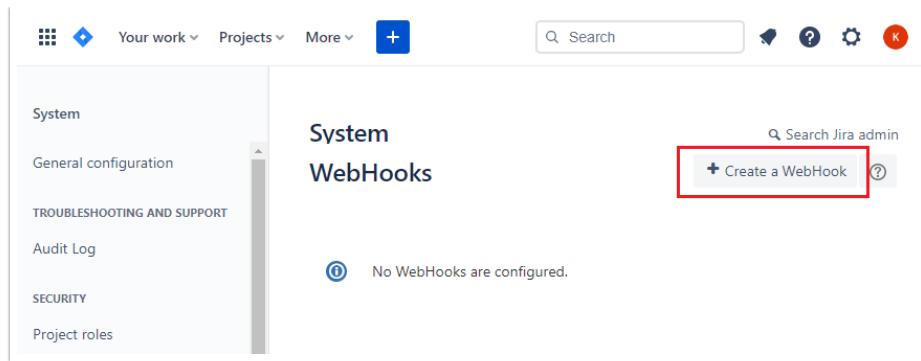 Your work Projects More + Search ? K
System
General configuration
TROUBLESHOOTING AND SUPPORT
Audit Log
SECURITY
Project roles
System
Search Jira admin
WebHooks
+ Create a WebHook ?
No WebHooks are configured.